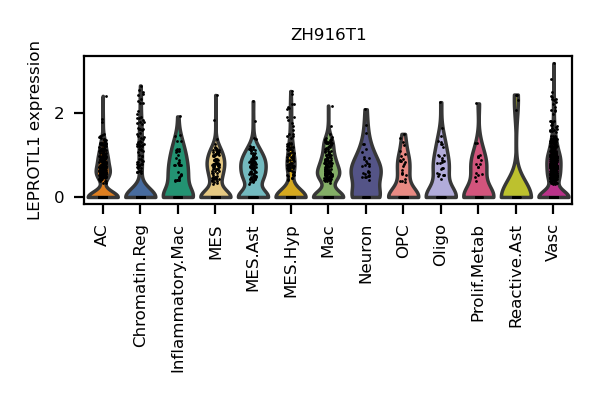 ZH916T1
LEPROTL1 expression
2
0
AC
Chromatin.Reg
Inflammatory.Mac
MES
MES.Ast
MES.Hyp
Mac
Neuron
OPC
Oligo
Prolif.Metab
Reactive.Ast
Vasc